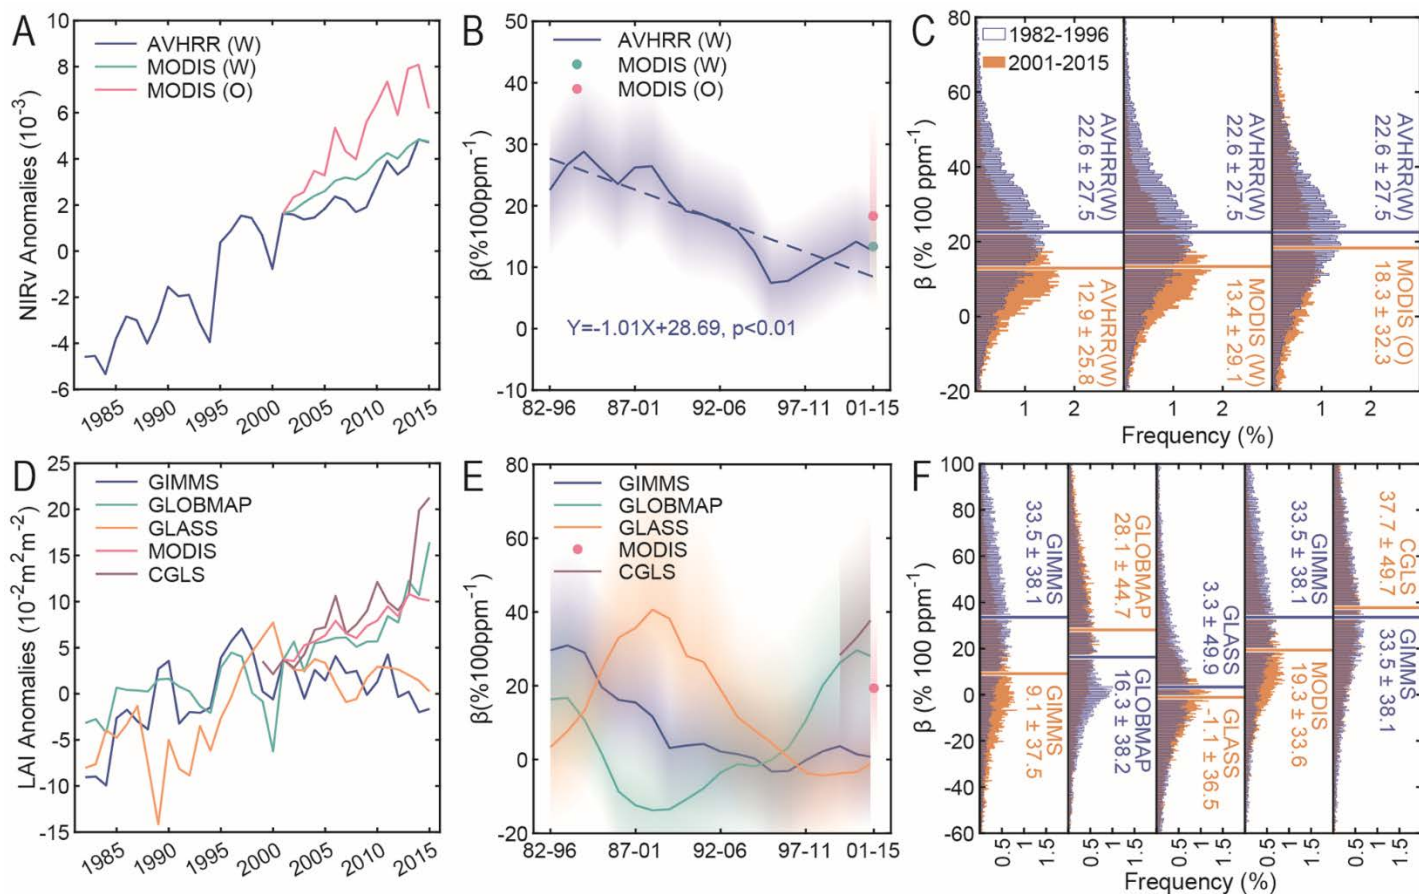 A
10
8
6
4
2
0
-2
-4
-6
NIRv Anomalies (10⁻³)
AVHRR (W)
MODIS (W)
MODIS (O)
1985
1990
1995
2000
2005
2010
2015
B
50
40
30
20
10
0
-10
β(%100ppm⁻¹)
AVHRR (W)
MODIS (W)
MODIS (O)
Y=-1.01X+28.69, p<0.01
82-96
87-01
92-06
97-11
01-15
C
80
60
40
20
0
-20
β (% 100 ppm⁻¹)
1982-1996
2001-2015
AVHRR(W)
22.6 ± 27.5
AVHRR(W)
12.9 ± 25.8
AVHRR(W)
22.6 ± 27.5
MODIS (W)
13.4 ± 29.1
AVHRR(W)
22.6 ± 27.5
MODIS (O)
18.3 ± 32.3
1 2 1 2 1 2
Frequency (%)
D
25
20
15
10
5
0
-5
-10
-15
LAI Anomalies (10⁻²m²m⁻²)
GIMMS
GLOBMAP
GLASS
MODIS
CGLS
1985
1990
1995
2000
2005
2010
2015
E
80
60
40
20
0
-20
β(%100ppm⁻¹)
GIMMS
GLOBMAP
GLASS
MODIS
CGLS
82-96
87-01
92-06
97-11
01-15
F
100
80
60
40
20
0
-20
-40
-60
β (% 100 ppm⁻¹)
GIMMS
33.5 ± 38.1
GIMMS
9.1 ± 37.5
GLOBMAP
28.1 ± 44.7
GLOBMAP
16.3 ± 38.2
GLASS
3.3 ± 49.9
GLASS
-1.1 ± 36.5
GIMMS
33.5 ± 38.1
MODIS
19.3 ± 33.6
CGLS
37.7 ± 49.7
GIMMS
33.5 ± 38.1
0.5 1.5 0.5 1.5 0.5 1.5 0.5 1.5 0.5 1.5
Frequency (%)